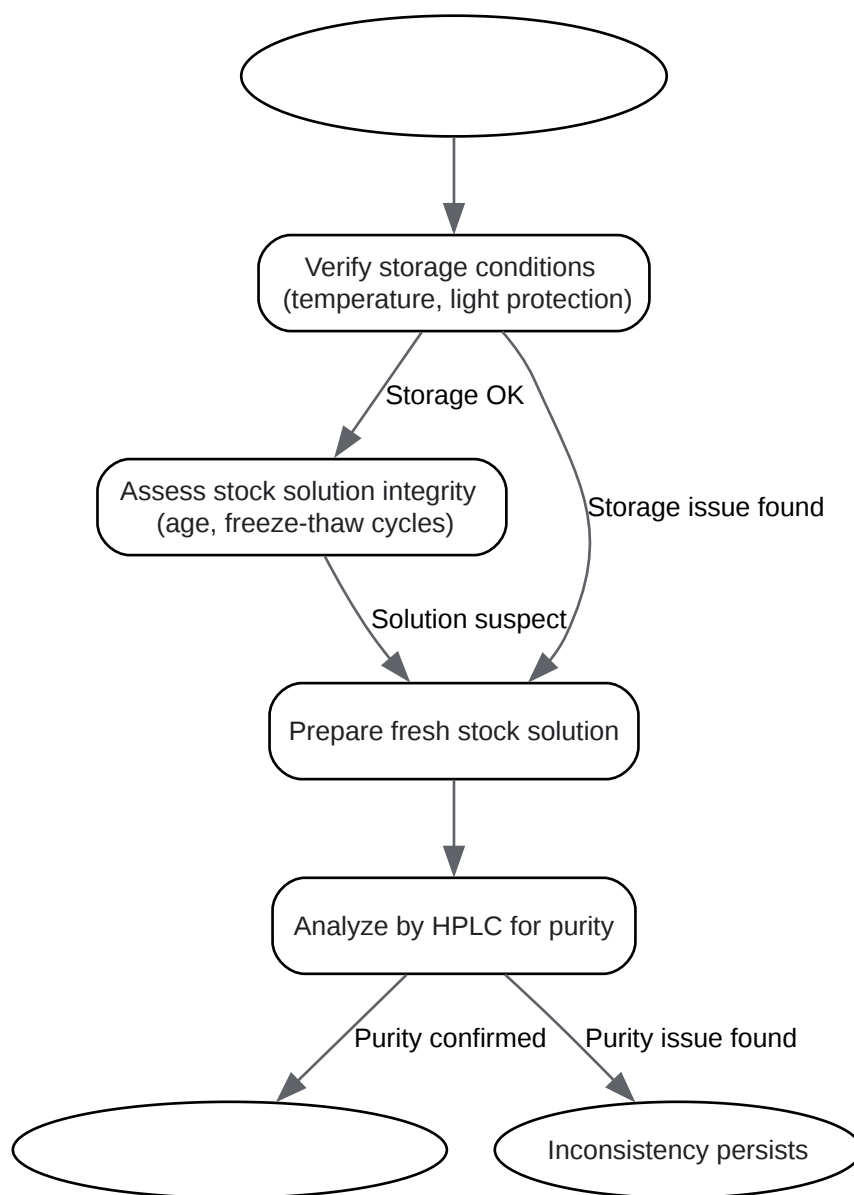 Verify storage conditions
(temperature, light protection)
Storage OK
Assess stock solution integrity
(age, freeze-thaw cycles)
Storage issue found
Solution suspect
Prepare fresh stock solution
Analyze by HPLC for purity
Purity confirmed
Purity issue found
Inconsistency persists